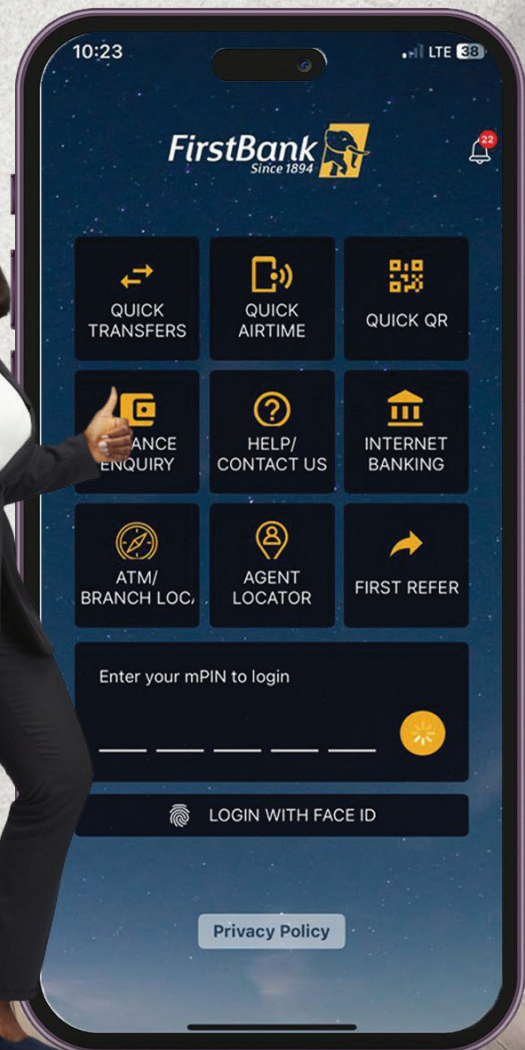 10:23
LTE 38
FirstBank
Since 1894
22
QUICK
TRANSFERS
QUICK
AIRTIME
QUICK QR
ANCE
ENQUIRY
HELP/
CONTACT US
INTERNET
BANKING
ATM/
BRANCH LOC
AGENT
LOCATOR
FIRST REFER
Enter your mPIN to login
LOGIN WITH FACE ID
Privacy Policy